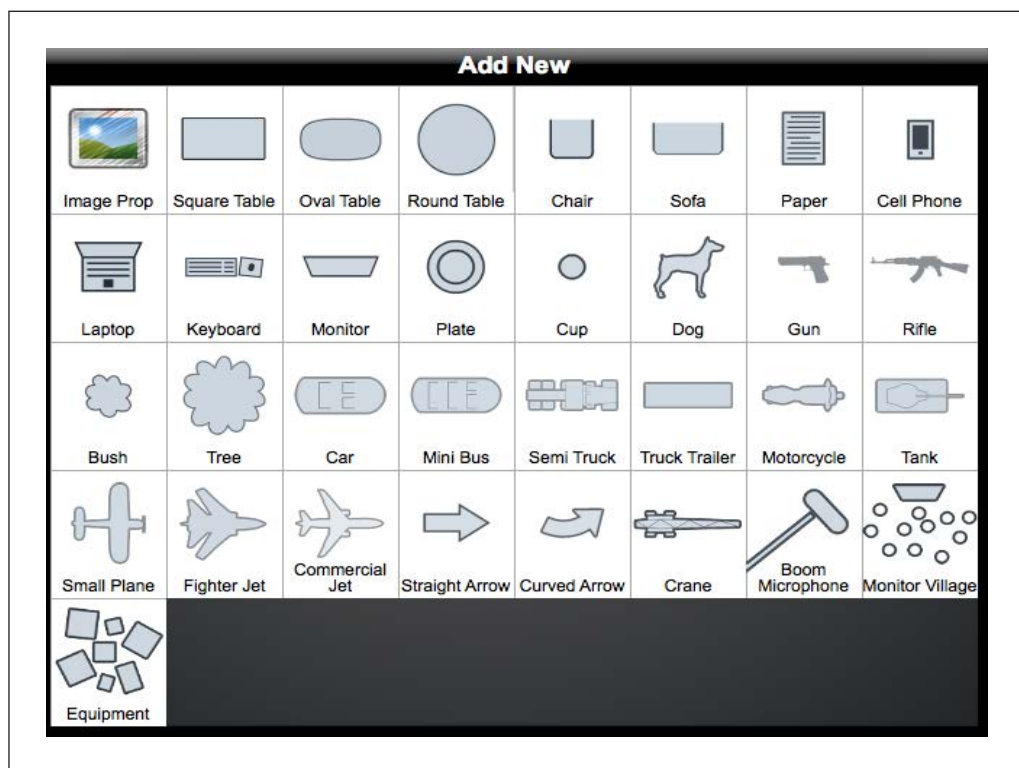 Add New
Image Prop
Square Table
Oval Table
Round Table
Chair
Sofa
Paper
Cell Phone
Laptop
Keyboard
Monitor
Plate
Cup
Dog
Gun
Rifle
Bush
Tree
Car
Mini Bus
Semi Truck
Truck Trailer
Motorcycle
Tank
Small Plane
Fighter Jet
Commercial
Jet
Straight Arrow
Curved Arrow
Crane
Boom
Microphone
Monitor Village
Equipment